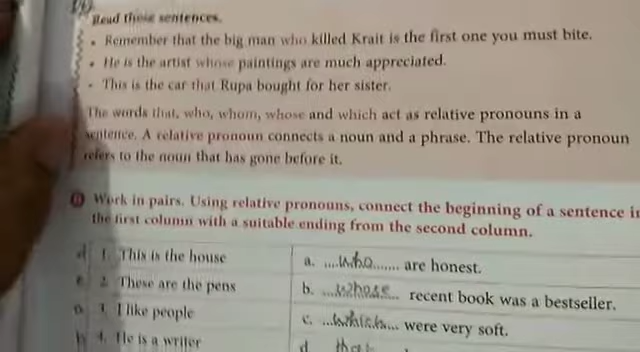 Read these sentences.
• Remember that the big man who killed Krait is the first one you must bite.
• He is the artist whose paintings are much appreciated.
• This is the car that Rupa bought for her sister.
The words that, who, whom, whose and which act as relative pronouns in a
sentence. A relative pronoun connects a noun and a phrase. The relative pronoun
refers to the noun that has gone before it.
Work in pairs. Using relative pronouns, connect the beginning of a sentence in
the first column with a suitable ending from the second column.
d 1. This is the house
a. ....who....... are honest.
2. These are the pens
b. ...whose... recent book was a bestseller.
3. I like people
c. ...which.... were very soft.
b 4. He is a writer
d that